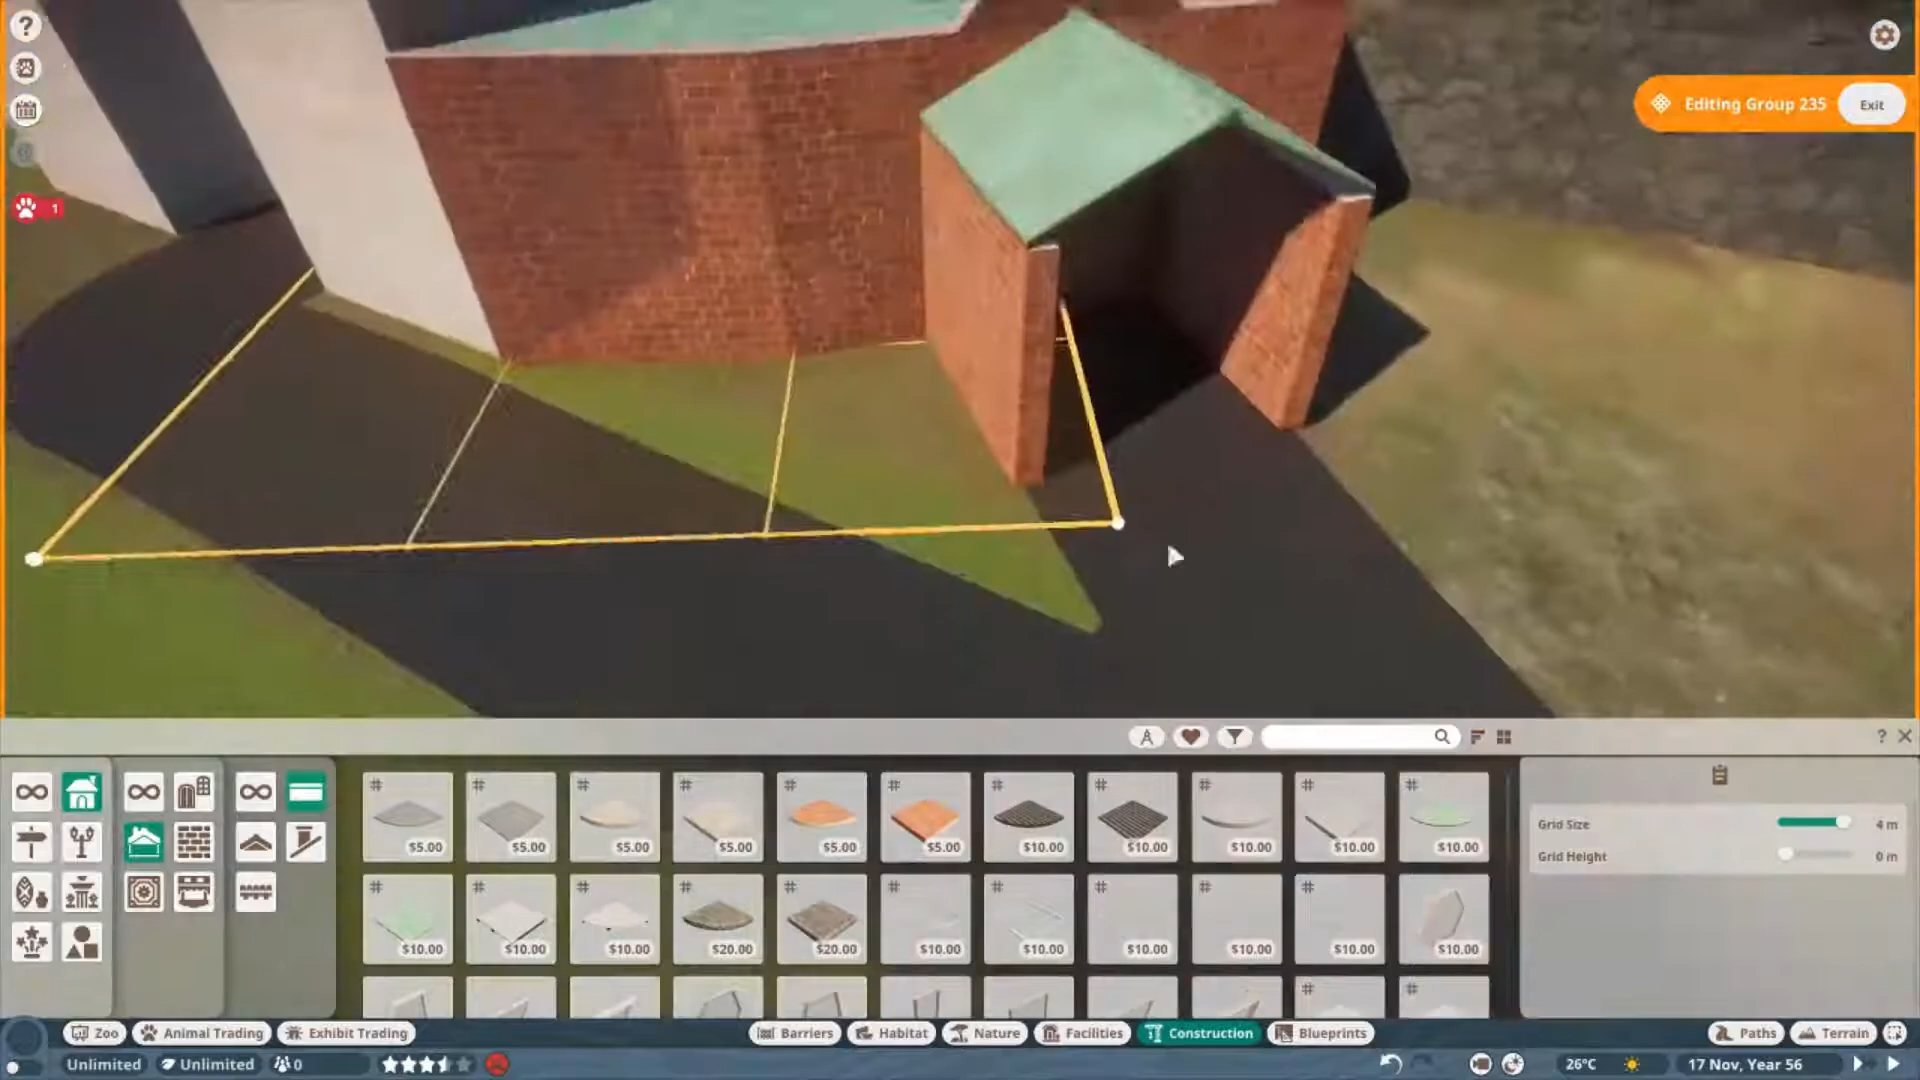 ?
Editing Group 235 Exit
1
?
# $5.00 # $5.00 # $5.00 # $5.00 # $5.00 # $5.00 # $10.00 # $10.00 # $10.00 # $10.00 # $10.00
Grid Size 4 m
Grid Height 0 m
# $10.00 # $10.00 # $10.00 # $20.00 # $20.00 # $10.00 # $10.00 # $10.00 # $10.00 # $10.00 $10.00
# #
Zoo Animal Trading Exhibit Trading Barriers Habitat Nature Facilities Construction Blueprints Paths Terrain
Unlimited Unlimited 0 26°C 17 Nov, Year 56